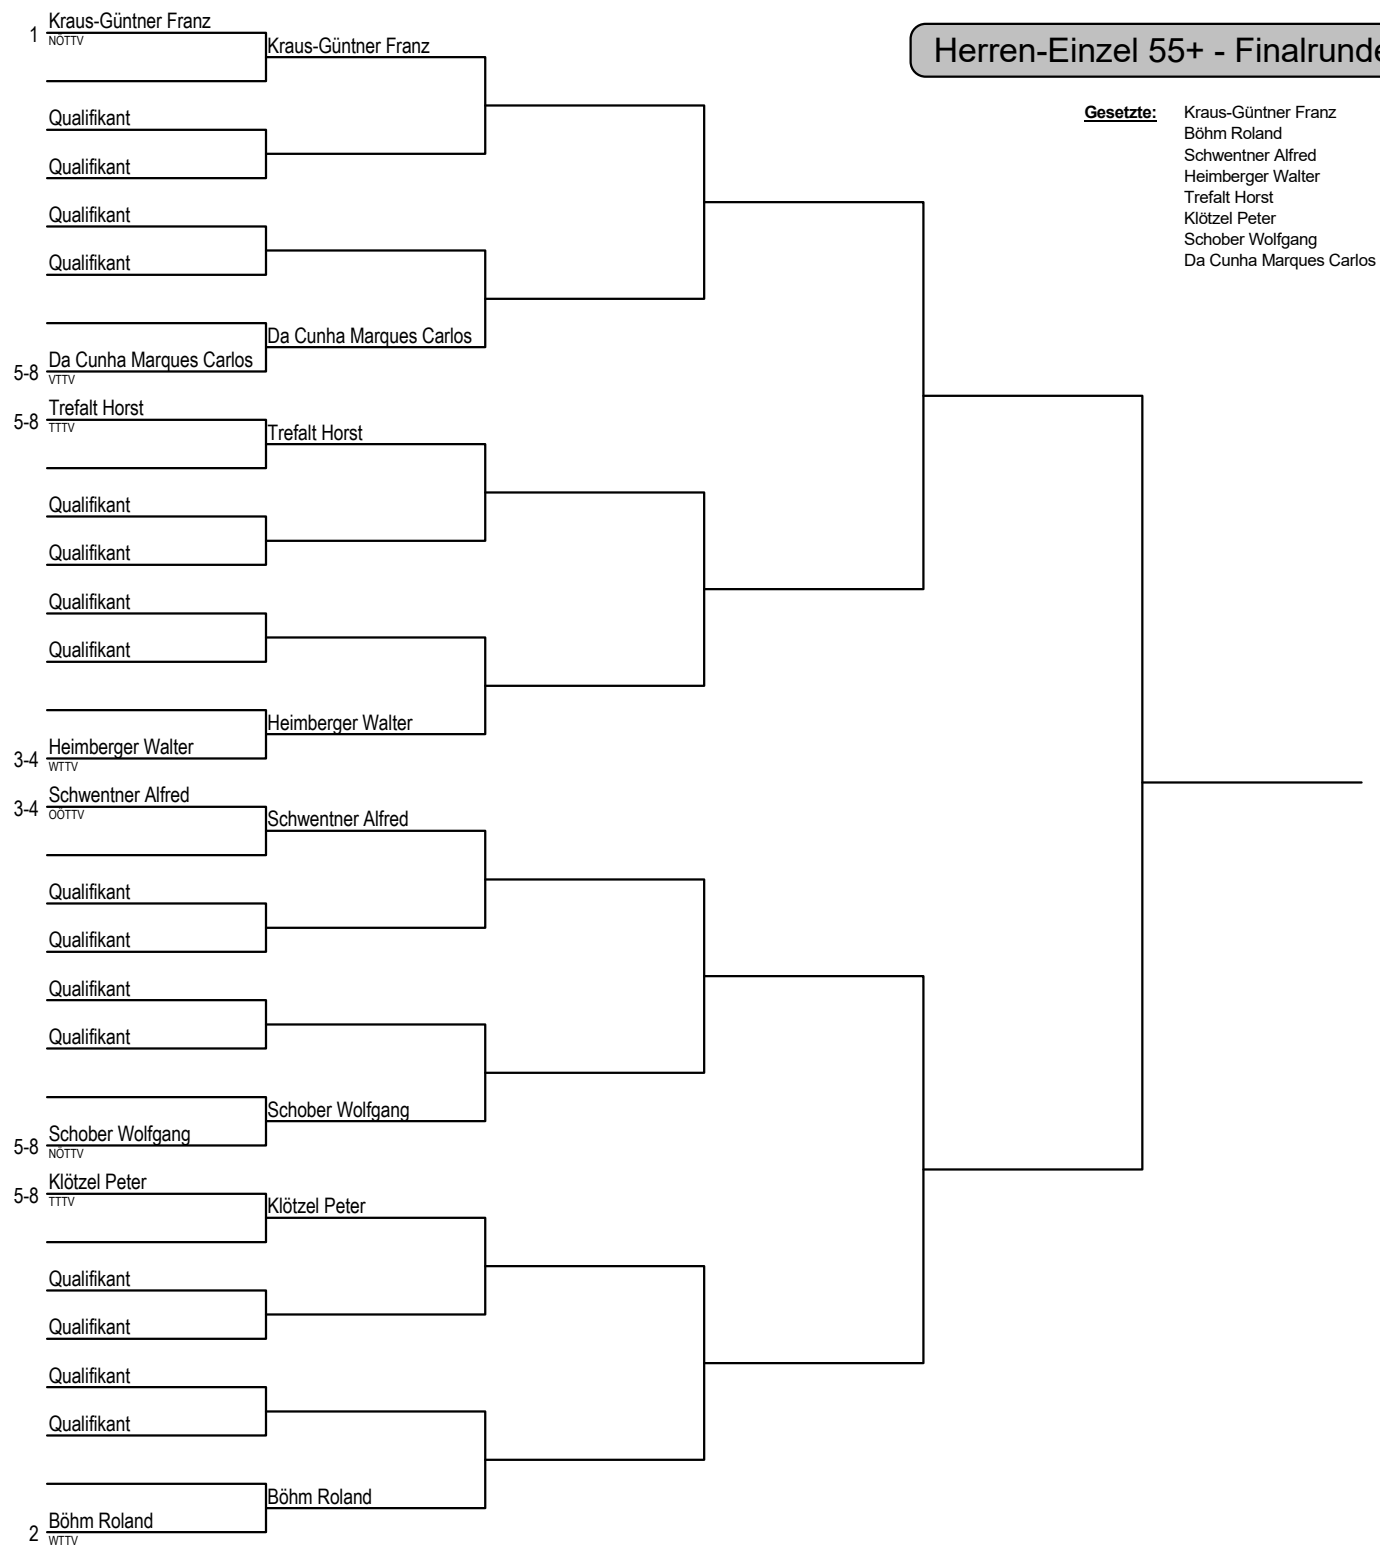 Herren-Einzel 55+ - Finalrunde
Gesetzte: Kraus-Güntner Franz
Böhm Roland
Schwentner Alfred
Heimberger Walter
Trefalt Horst
Klötzel Peter
Schober Wolfgang
Da Cunha Marques Carlos
1 Kraus-Güntner Franz
NÖTTV
Kraus-Güntner Franz
Qualifikant
Qualifikant
Qualifikant
Qualifikant
Da Cunha Marques Carlos
5-8 Da Cunha Marques Carlos
VTTV
5-8 Trefalt Horst
TTTV
Trefalt Horst
Qualifikant
Qualifikant
Qualifikant
Qualifikant
Heimberger Walter
3-4 Heimberger Walter
WTTV
3-4 Schwentner Alfred
OÖTTV
Schwentner Alfred
Qualifikant
Qualifikant
Qualifikant
Qualifikant
Schober Wolfgang
5-8 Schober Wolfgang
NÖTTV
5-8 Klötzel Peter
TTTV
Klötzel Peter
Qualifikant
Qualifikant
Qualifikant
Qualifikant
Böhm Roland
2 Böhm Roland
WTTV